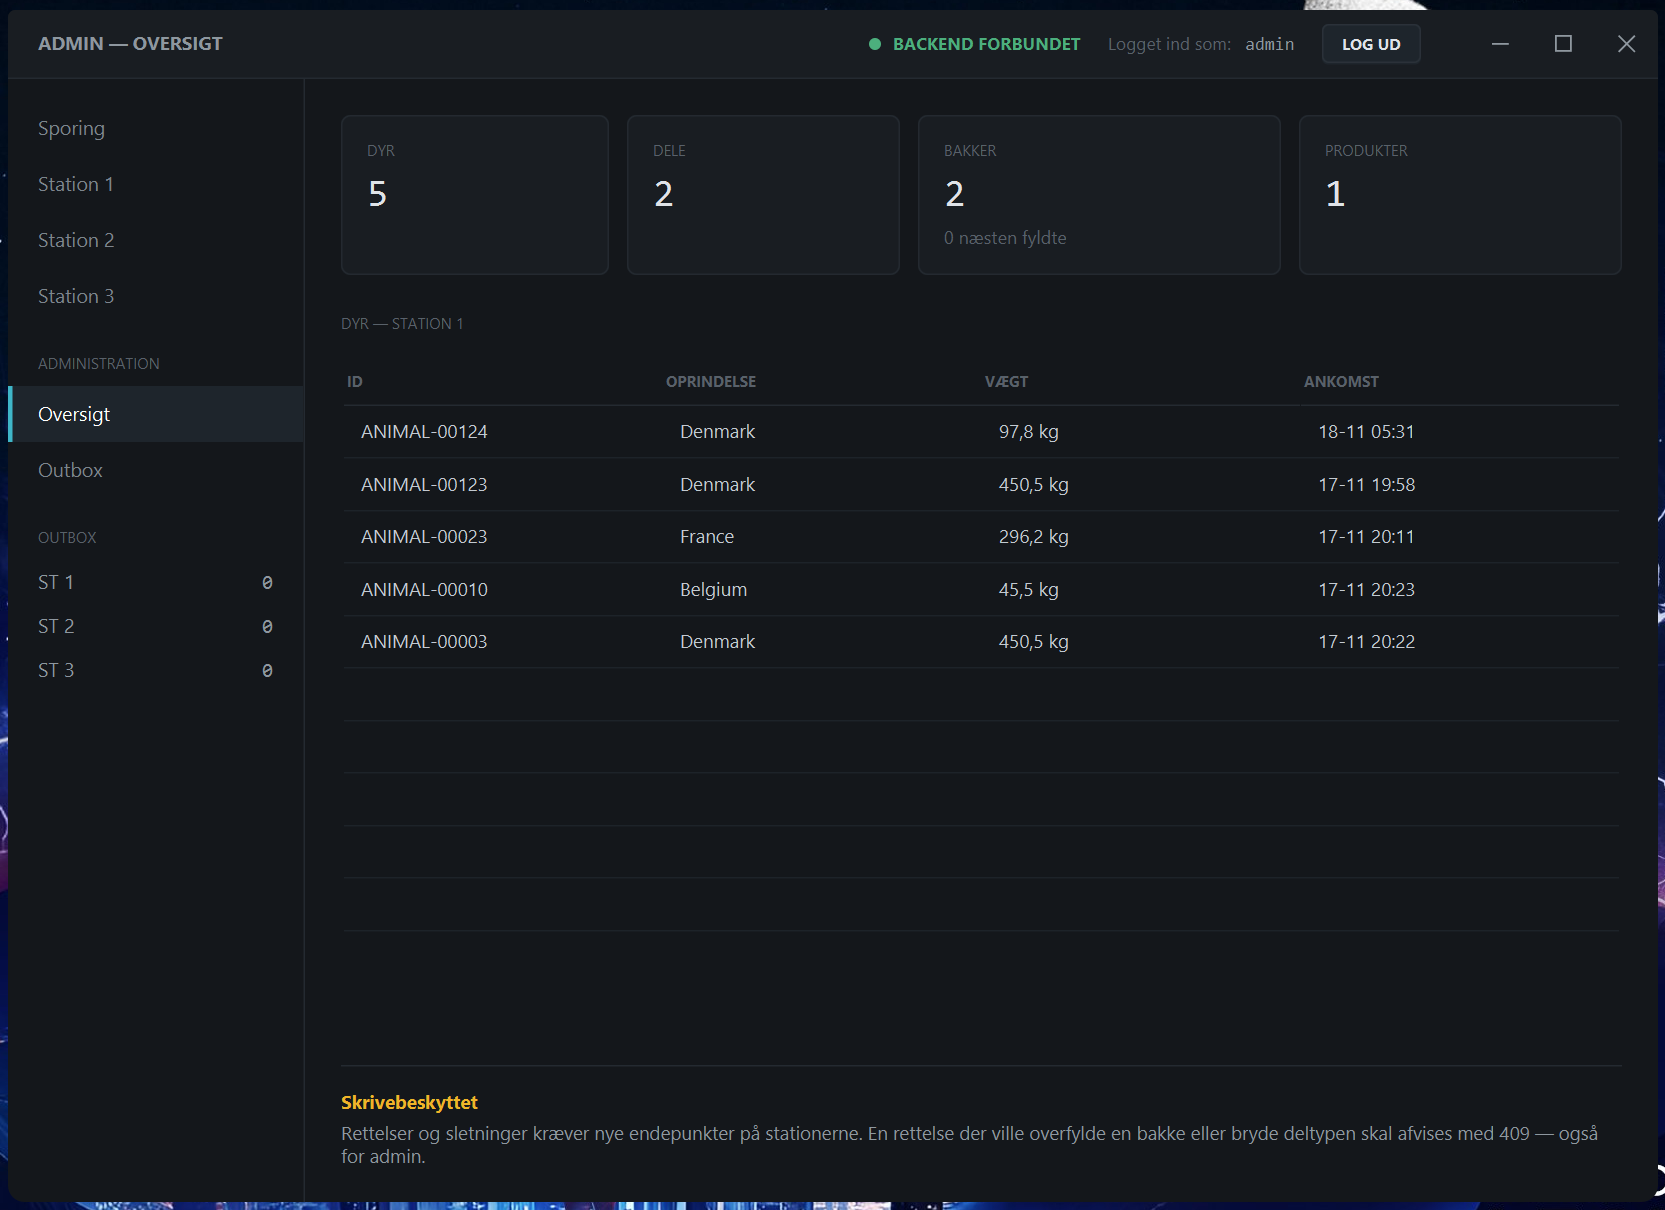 ADMIN — OVERSIGT
BACKEND FORBUNDET
Logget ind som: admin
LOG UD
Sporing
Station 1
Station 2
Station 3
ADMINISTRATION
Oversigt
Outbox
OUTBOX
ST 1 0
ST 2 0
ST 3 0
DYR
5
DELE
2
BAKKER
2
0 næsten fyldte
PRODUKTER
1
DYR — STATION 1
ID OPRINDELSE VÆGT ANKOMST
ANIMAL-00124 Denmark 97,8 kg 18-11 05:31
ANIMAL-00123 Denmark 450,5 kg 17-11 19:58
ANIMAL-00023 France 296,2 kg 17-11 20:11
ANIMAL-00010 Belgium 45,5 kg 17-11 20:23
ANIMAL-00003 Denmark 450,5 kg 17-11 20:22
Skrivebeskyttet
Rettelser og sletninger kræver nye endepunkter på stationerne. En rettelse der ville overfylde en bakke eller bryde deltypen skal afvises med 409 — også
for admin.